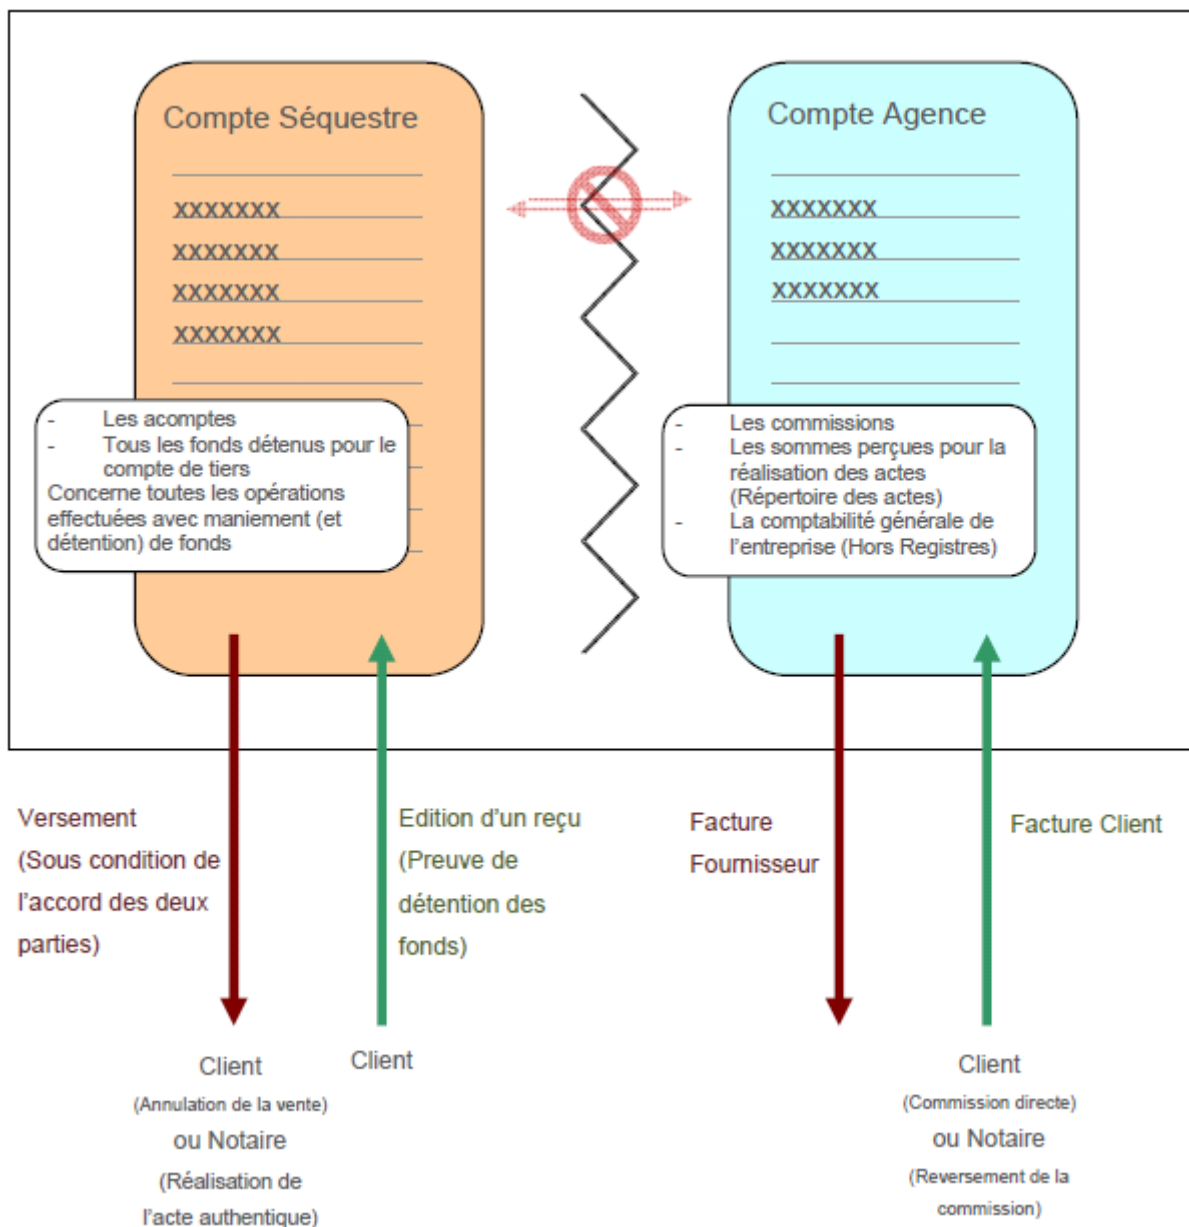 Compte Séquestre
XXXXXXX
XXXXXXX
XXXXXXX
XXXXXXX
- Les acomptes
- Tous les fonds détenus pour le
compte de tiers
Concerne toutes les opérations
effectuées avec maniement (et
détention) de fonds
Compte Agence
XXXXXXX
XXXXXXX
XXXXXXX
- Les commissions
- Les sommes perçues pour la
réalisation des actes
(Répertoire des actes)
- La comptabilité générale de
l'entreprise (Hors Registres)
Versement
(Sous condition de
l'accord des deux
parties)
Edition d'un reçu
(Preuve de
détention des
fonds)
Facture
Fournisseur
Facture Client
Client
(Annulation de la vente)
ou Notaire
(Réalisation de
l'acte authentique)
Client
Client
(Commission directe)
ou Notaire
(Reversement de la
commission)